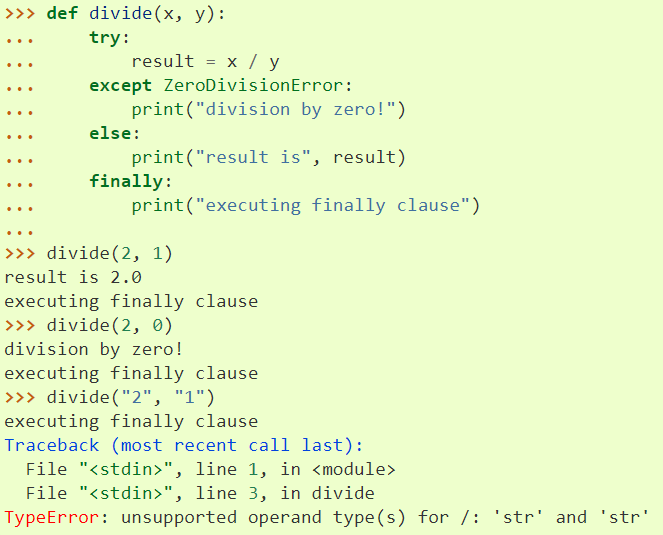 >>> def divide(x, y):
...     try:
...         result = x / y
...     except ZeroDivisionError:
...         print("division by zero!")
...     else:
...         print("result is", result)
...     finally:
...         print("executing finally clause")
...
>>> divide(2, 1)
result is 2.0
executing finally clause
>>> divide(2, 0)
division by zero!
executing finally clause
>>> divide("2", "1")
executing finally clause
Traceback (most recent call last):
  File "<stdin>", line 1, in <module>
  File "<stdin>", line 3, in divide
TypeError: unsupported operand type(s) for /: 'str' and 'str'